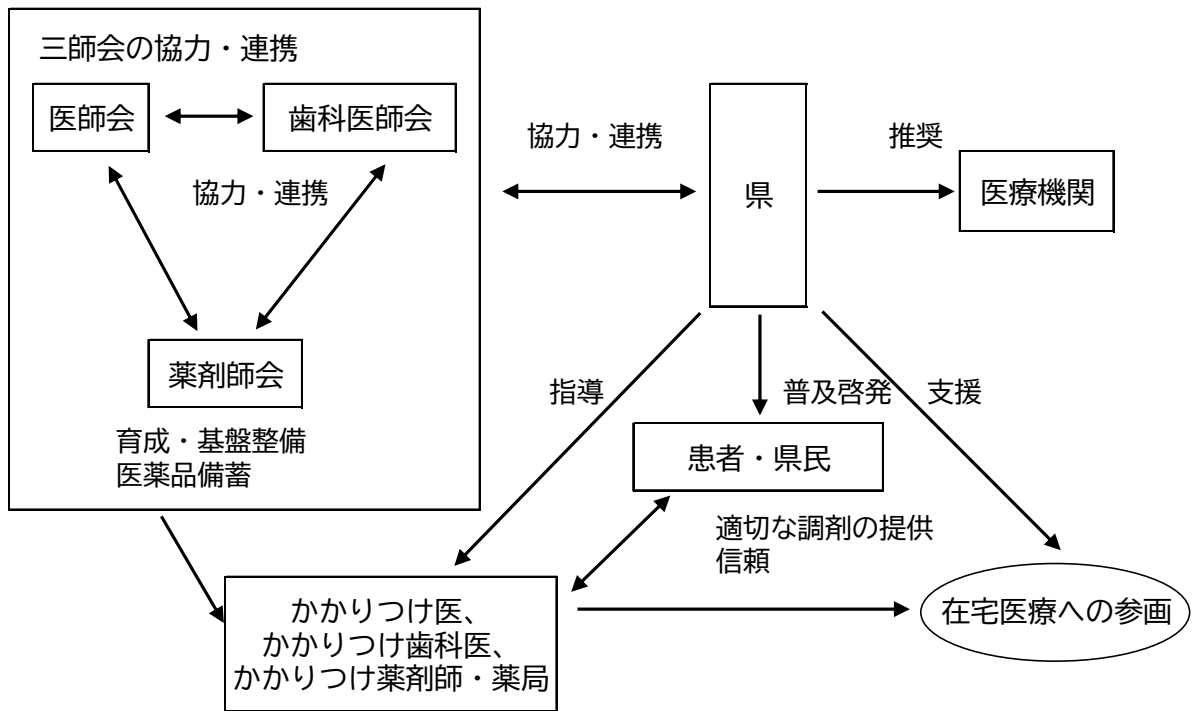 三師会の協力・連携
医師会
歯科医師会
協力・連携
薬剤師会
育成・基盤整備
医薬品備蓄
協力・連携
県
推奨
医療機関
指導
普及啓発
支援
患者・県民
適切な調剤の提供
信頼
かかりつけ医、
かかりつけ歯科医、
かかりつけ薬剤師・薬局
在宅医療への参画